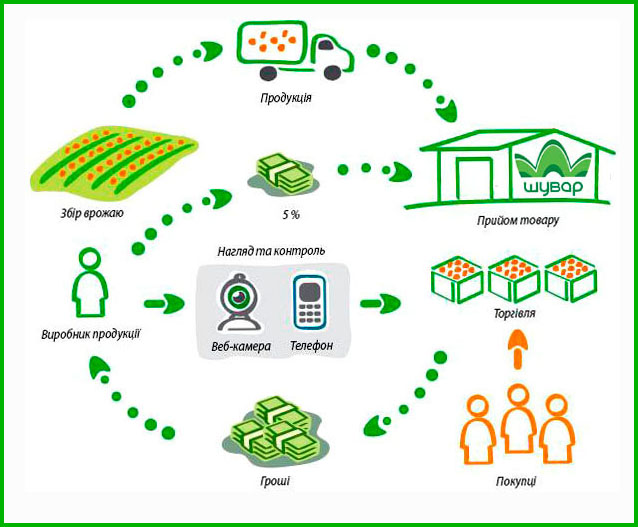 Продукція
Збір врожаю
5 %
шувар
Прийом товару
Нагляд та контроль
Виробник продукції
Веб-камера
Телефон
Торгівля
Гроші
Покупці